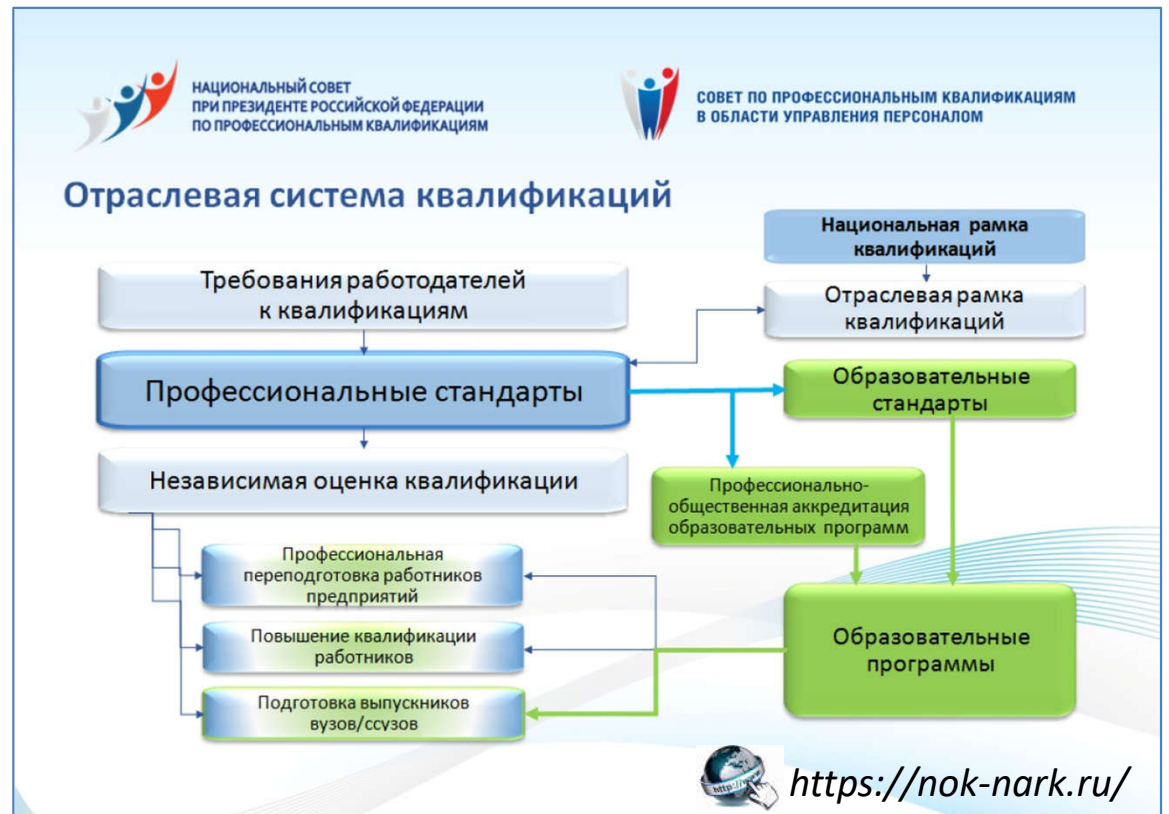 НАЦИОНАЛЬНЫЙ СОВЕТ
ПРИ ПРЕЗИДЕНТЕ РОССИЙСКОЙ ФЕДЕРАЦИИ
ПО ПРОФЕССИОНАЛЬНЫМ КВАЛИФИКАЦИЯМ
СОВЕТ ПО ПРОФЕССИОНАЛЬНЫМ КВАЛИФИКАЦИЯМ
В ОБЛАСТИ УПРАВЛЕНИЯ ПЕРСОНАЛОМ
Отраслевая система квалификаций
Национальная рамка
квалификаций
Требования работодателей
к квалификациям
Отраслевая рамка
квалификаций
Профессиональные стандарты
Образовательные
стандарты
Независимая оценка квалификации
Профессионально-
общественная аккредитация
образовательных программ
Профессиональная
переподготовка работников
предприятий
Повышение квалификации
работников
Образовательные
программы
Подготовка выпускников
вузов/ссузов
http://www
https://nok-nark.ru/